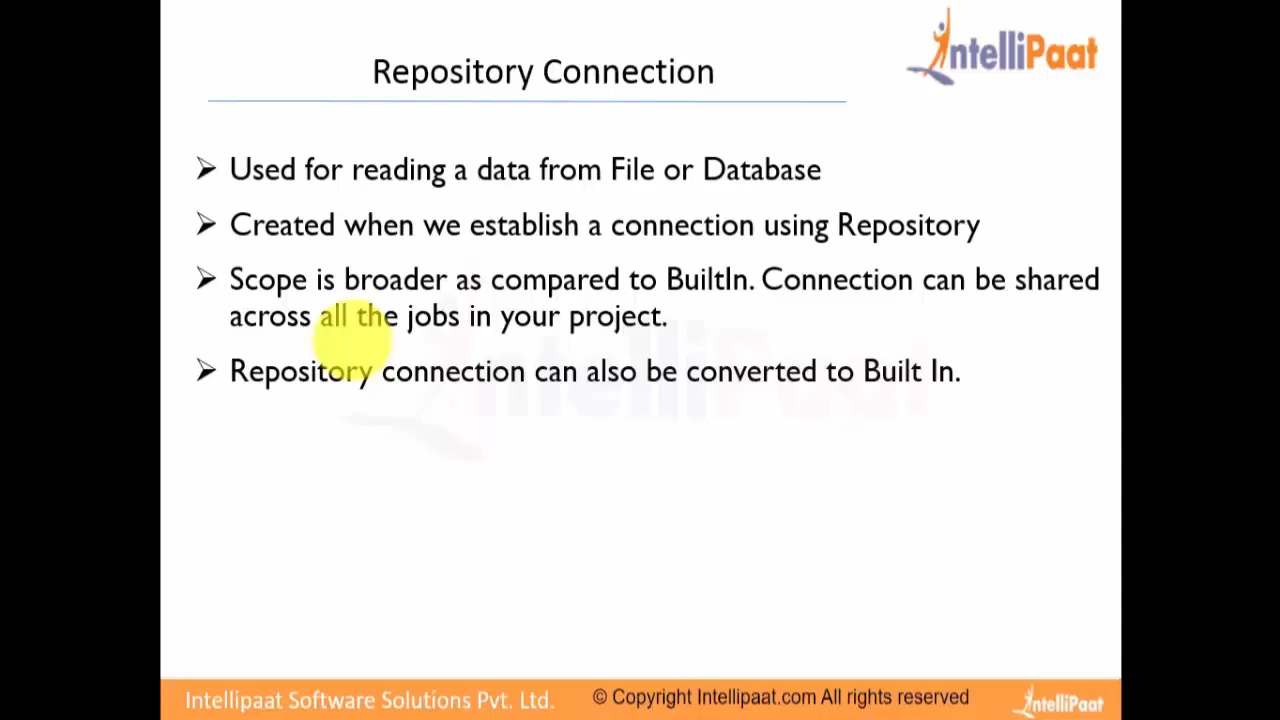 Repository Connection
IntelliPaat
Used for reading a data from File or Database
Created when we establish a connection using Repository
Scope is broader as compared to BuiltIn. Connection can be shared
across all the jobs in your project.
Repository connection can also be converted to Built In.
IntelliPaat
Intellipaat Software Solutions Pvt. Ltd.
© Copyright Intellipaat.com All rights reserved
IntelliPaat